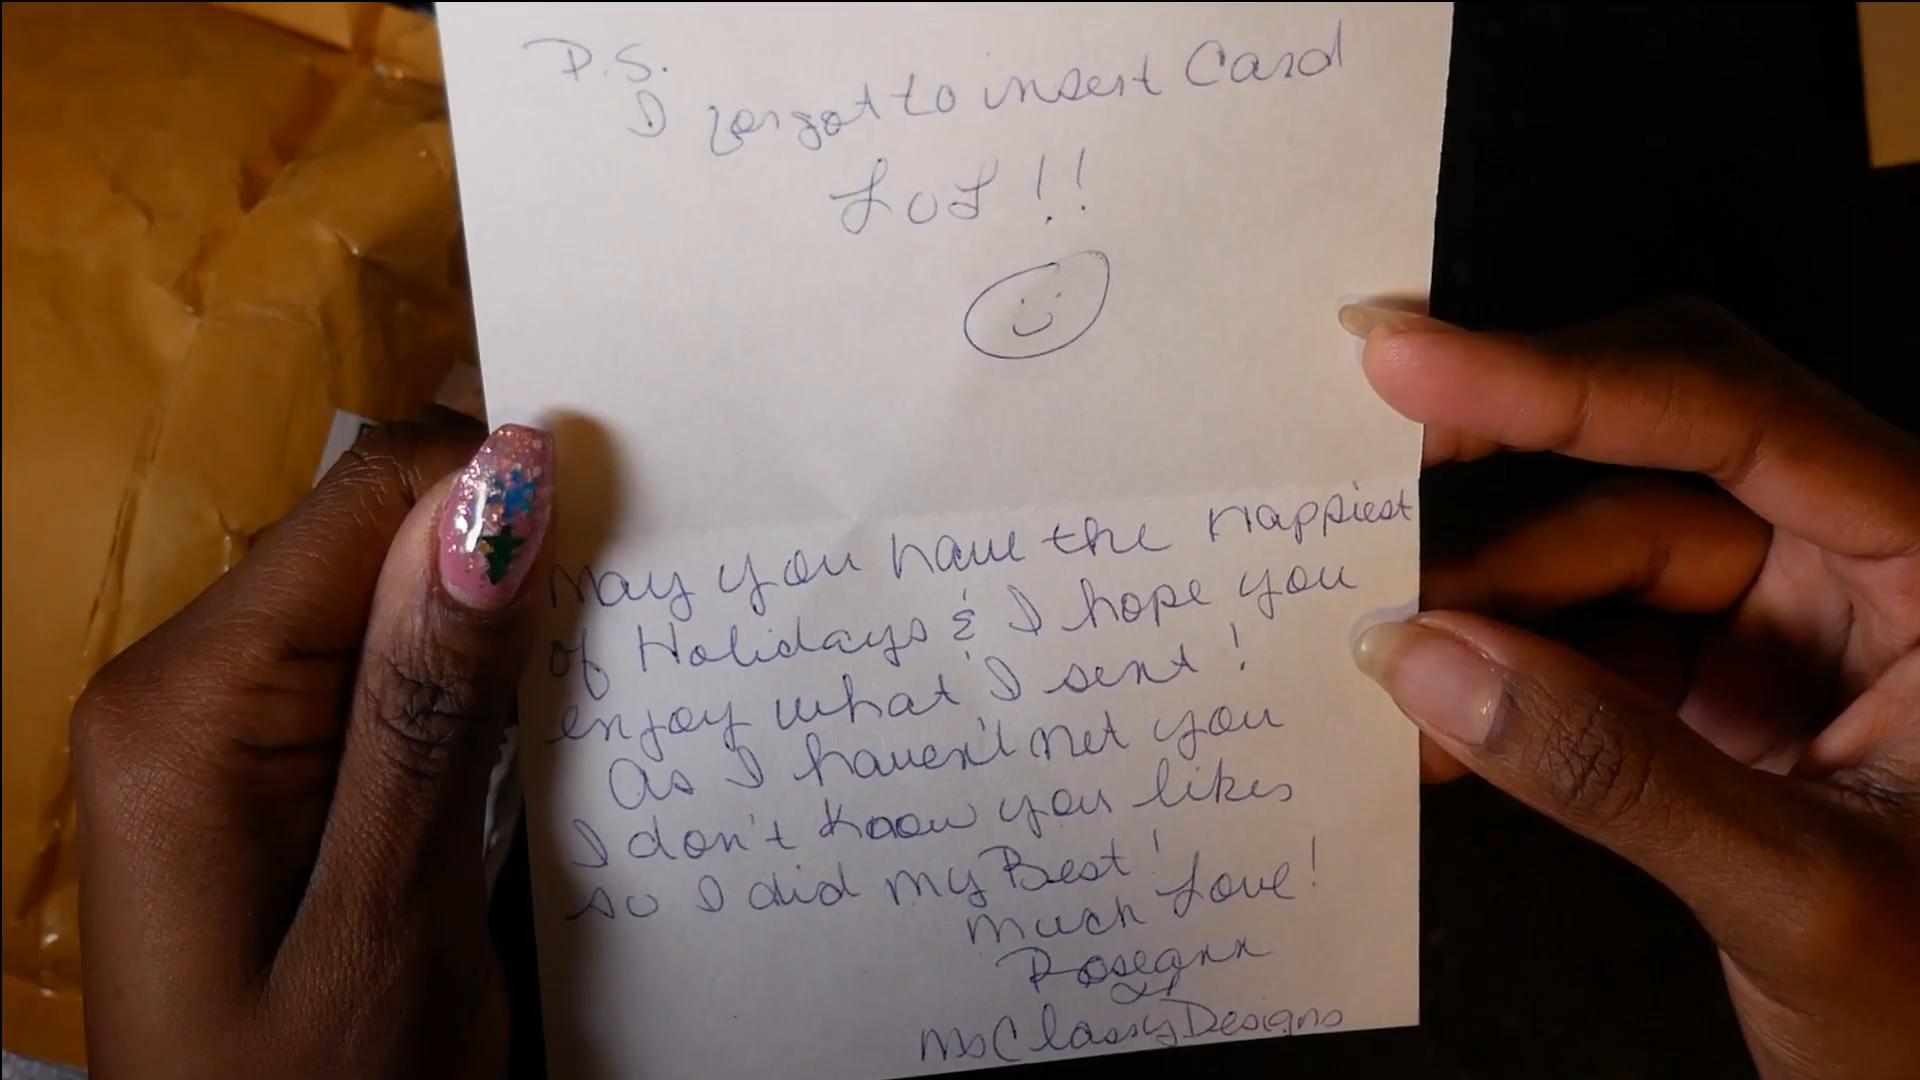 P.S.
I forgot to insert Card
LOL!!
May you have the Happiest
of Holidays & I hope you
enjoy what I sent!
As I haven't met you
I don't know your likes
so I did my Best!
Much Love!
Roseann
MsClassyDesigns